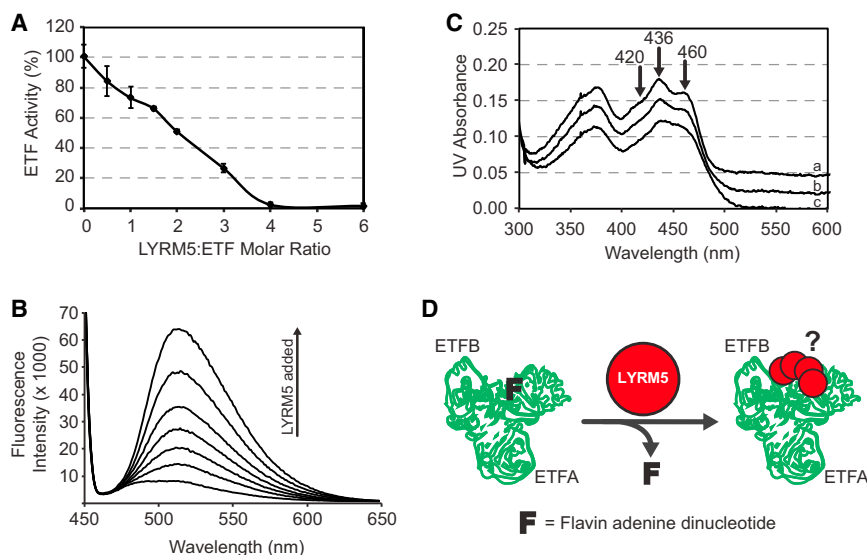 A
ETF Activity (%)
120
100
80
60
40
20
0
0 1 2 3 4 5 6
LYRM5:ETF Molar Ratio
C
UV Absorbance
0.25
0.20
0.15
0.10
0.05
0.00
436
420 460
a
b
c
300 350 400 450 500 550 600
Wavelength (nm)
B
Fluorescence
Intensity (x 1000)
70
60
50
40
30
20
10
LYRM5 added
450 500 550 600 650
Wavelength (nm)
D
ETFB
F
ETFA
LYRM5
F
?
ETFB
ETFA
F = Flavin adenine dinucleotide